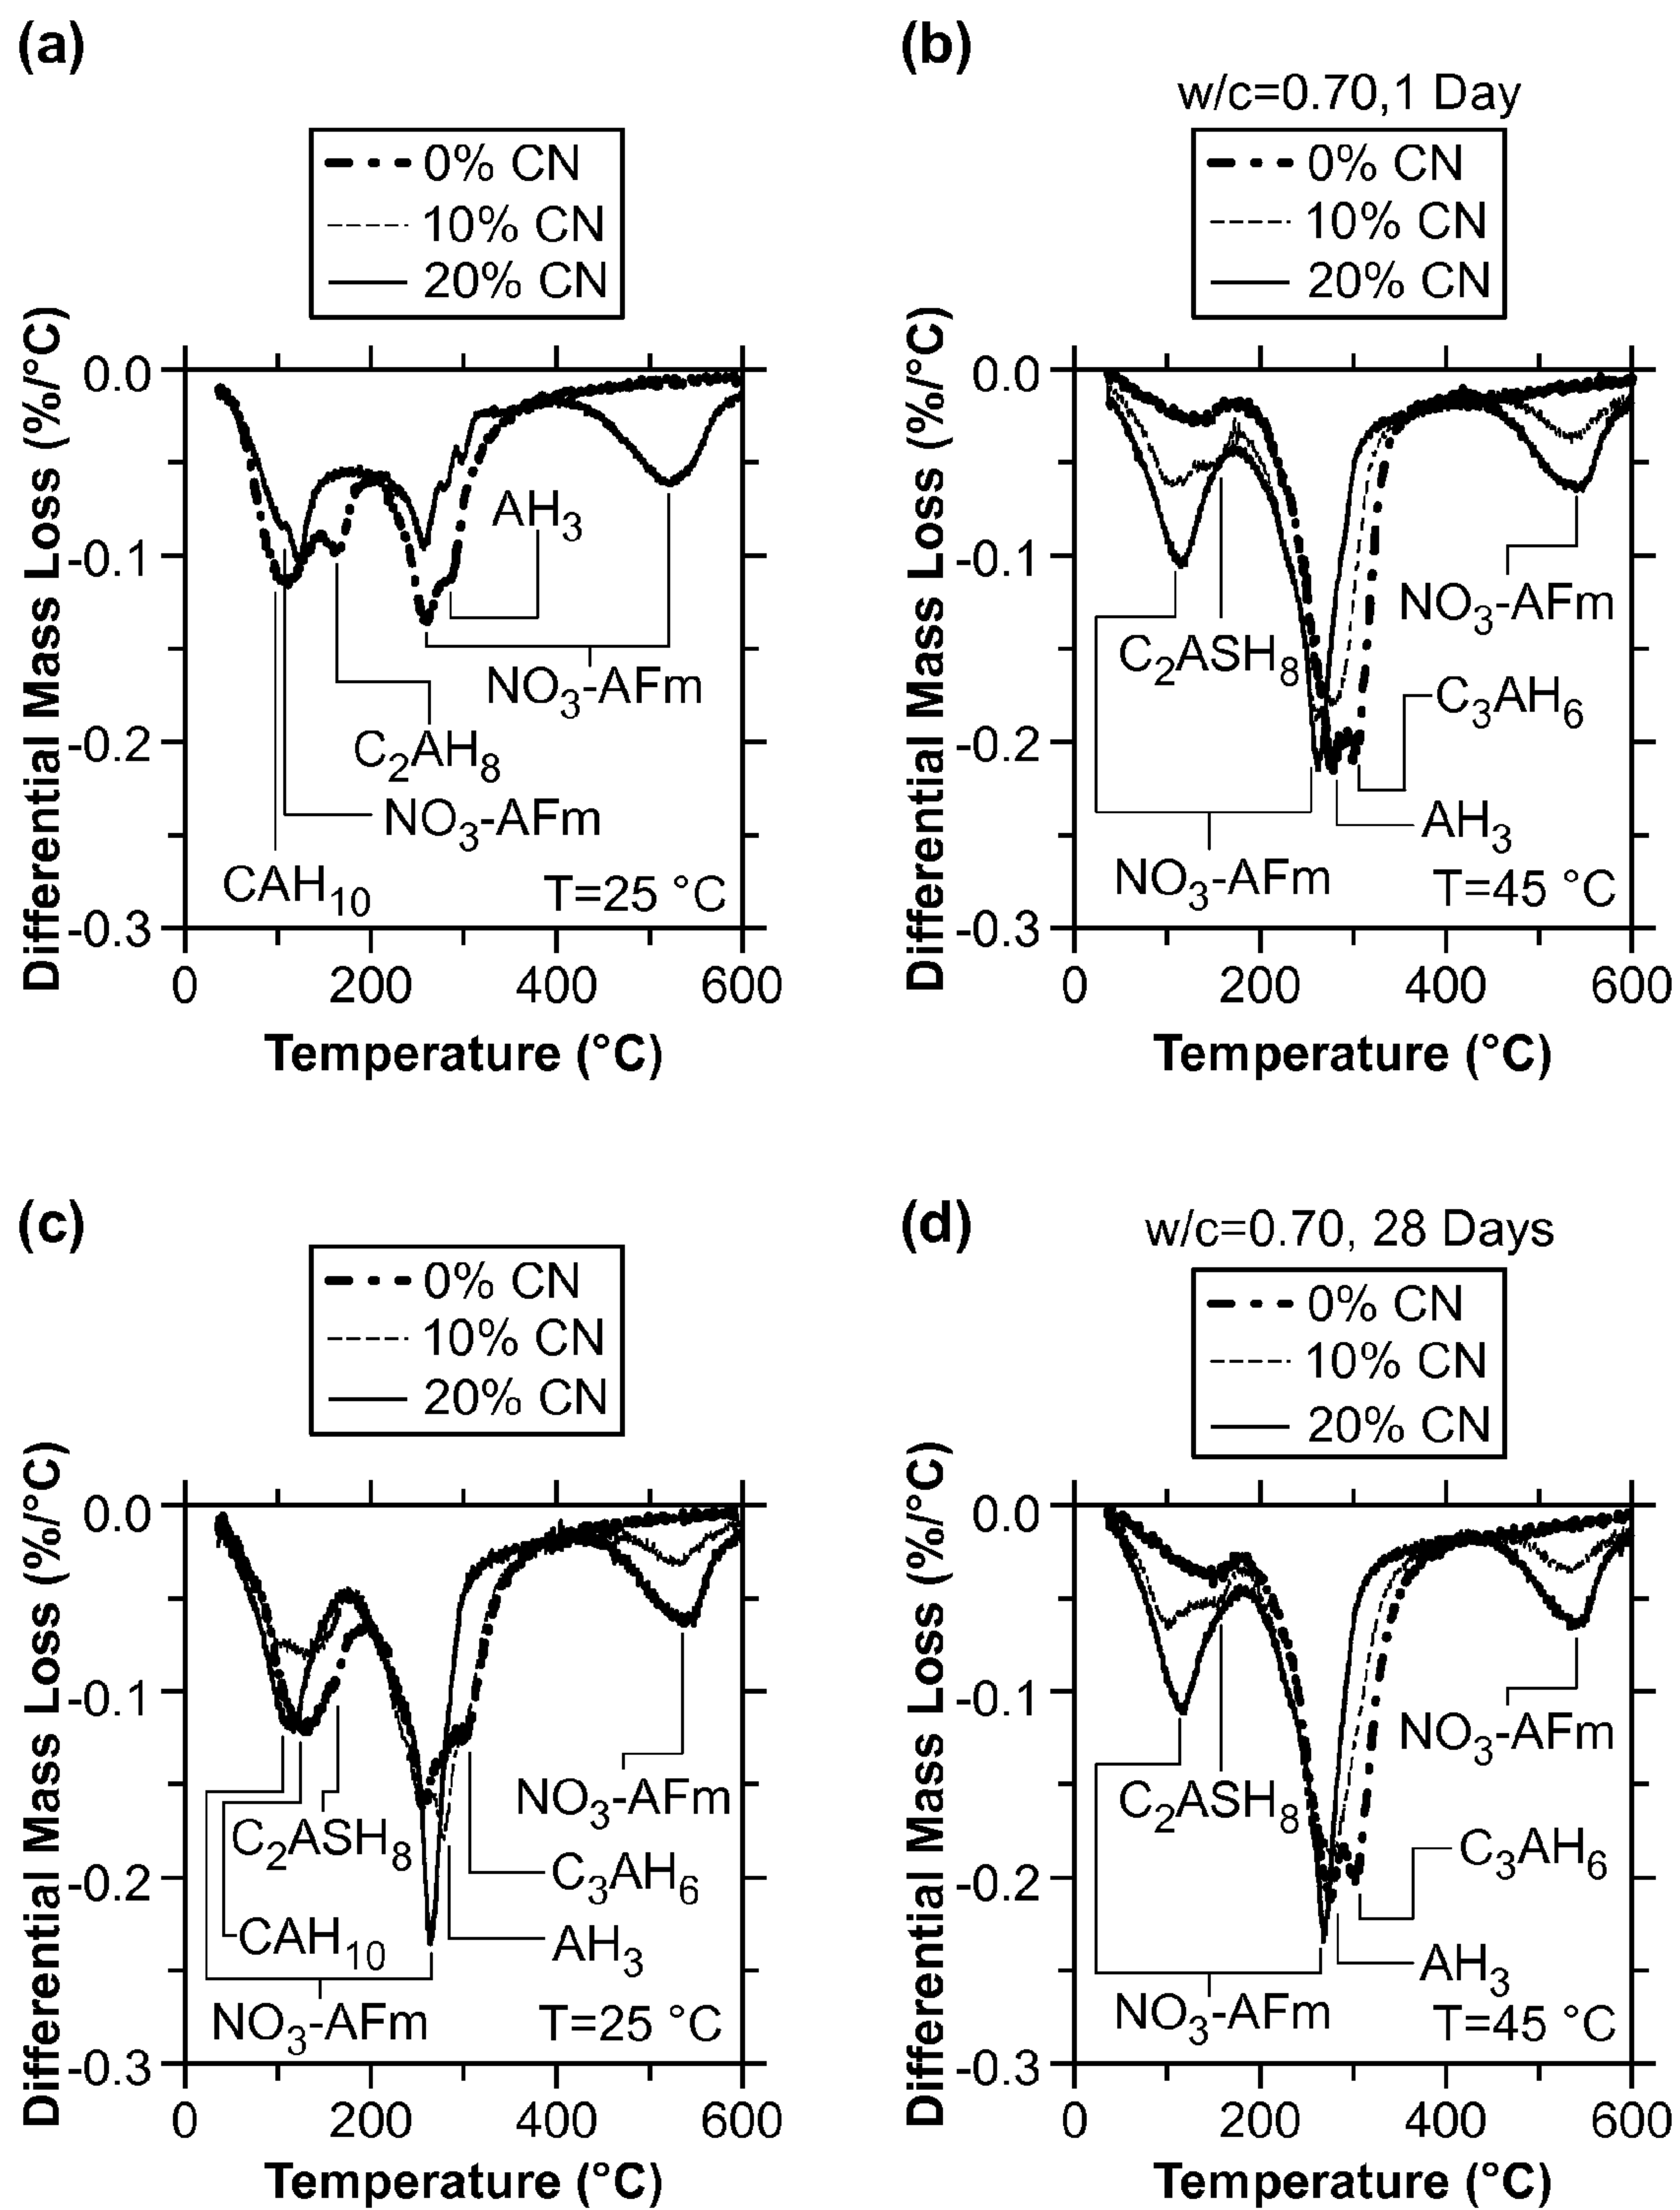 (a)
0% CN
10% CN
20% CN
Differential Mass Loss (%/°C)
0.0
-0.1
-0.2
-0.3
AH3
NO3-AFm
C2AH8
NO3-AFm
CAH10
T=25 °C
0 200 400 600
Temperature (°C)
(b)
w/c=0.70,1 Day
0% CN
10% CN
20% CN
Differential Mass Loss (%/°C)
0.0
-0.1
-0.2
-0.3
NO3-AFm
C2ASH8
C3AH6
AH3
NO3-AFm
T=45 °C
0 200 400 600
Temperature (°C)
(c)
0% CN
10% CN
20% CN
Differential Mass Loss (%/°C)
0.0
-0.1
-0.2
-0.3
NO3-AFm
C2ASH8
C3AH6
CAH10
AH3
NO3-AFm
T=25 °C
0 200 400 600
Temperature (°C)
(d)
w/c=0.70, 28 Days
0% CN
10% CN
20% CN
Differential Mass Loss (%/°C)
0.0
-0.1
-0.2
-0.3
NO3-AFm
C2ASH8
C3AH6
AH3
NO3-AFm
T=45 °C
0 200 400 600
Temperature (°C)